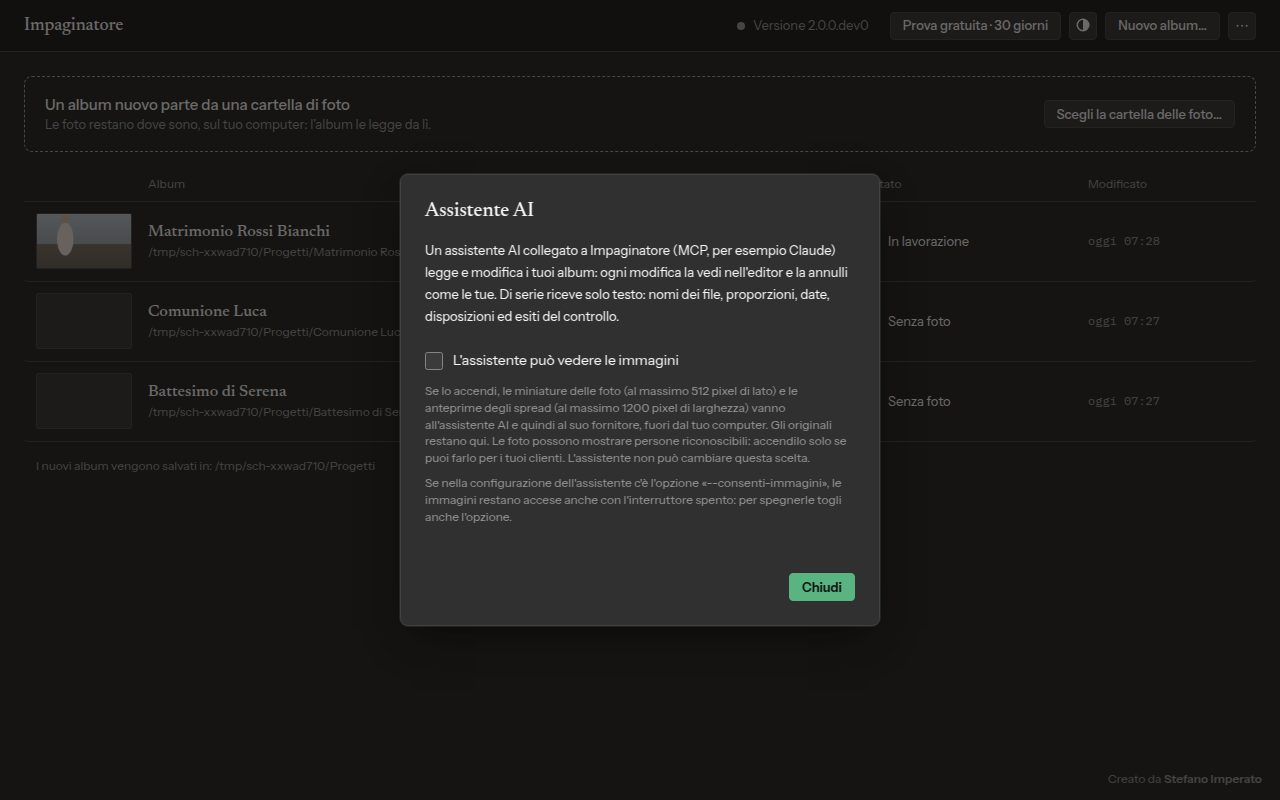 Impaginatore
Versione 2.0.0.dev0
Prova gratuita · 30 giorni
Nuovo album...
Un album nuovo parte da una cartella di foto
Le foto restano dove sono, sul tuo computer: l'album le legge da lì.
Scegli la cartella delle foto...
Album
tato
Modificato
Matrimonio Rossi Bianchi
/tmp/sch-xxwad710/Progetti/Matrimonio Ros
In lavorazione
oggi 07:28
Comunione Luca
/tmp/sch-xxwad710/Progetti/Comunione Luc
Senza foto
oggi 07:27
Battesimo di Serena
/tmp/sch-xxwad710/Progetti/Battesimo di Se
Senza foto
oggi 07:27
I nuovi album vengono salvati in: /tmp/sch-xxwad710/Progetti
Assistente AI
Un assistente AI collegato a Impaginatore (MCP, per esempio Claude)
legge e modifica i tuoi album: ogni modifica la vedi nell'editor e la annulli
come le tue. Di serie riceve solo testo: nomi dei file, proporzioni, date,
disposizioni ed esiti del controllo.
L'assistente può vedere le immagini
Se lo accendi, le miniature delle foto (al massimo 512 pixel di lato) e le
anteprime degli spread (al massimo 1200 pixel di larghezza) vanno
all'assistente AI e quindi al suo fornitore, fuori dal tuo computer. Gli originali
restano qui. Le foto possono mostrare persone riconoscibili: accendilo solo se
puoi farlo per i tuoi clienti. L'assistente non può cambiare questa scelta.
Se nella configurazione dell'assistente c'è l'opzione «--consenti-immagini», le
immagini restano accese anche con l'interruttore spento: per spegnerle togli
anche l'opzione.
Chiudi
Creato da Stefano Imperato